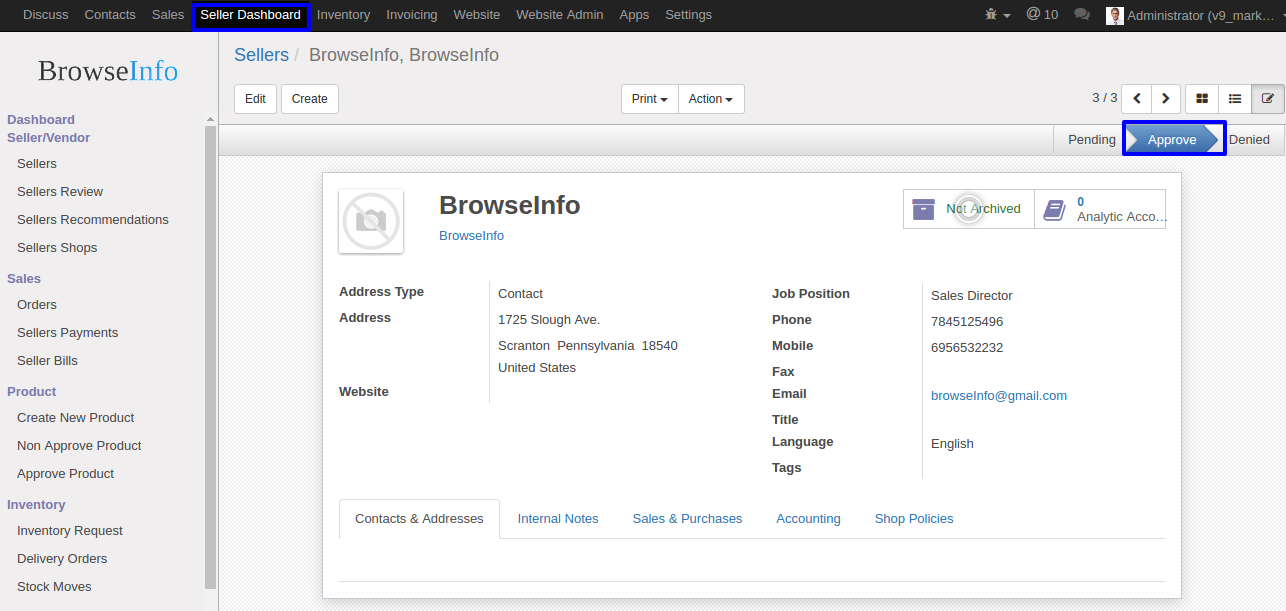 Discuss Contacts Sales Seller Dashboard Inventory Invoicing Website Website Admin Apps Settings @ 10 Administrator (v9_mark...
BrowseInfo
Sellers / BrowseInfo, BrowseInfo
Edit Create Print Action 3 / 3
Dashboard
Seller/Vendor
Sellers
Sellers Review
Sellers Recommendations
Sellers Shops
Sales
Orders
Sellers Payments
Seller Bills
Product
Create New Product
Non Approve Product
Approve Product
Inventory
Inventory Request
Delivery Orders
Stock Moves
Pending Approve Denied
BrowseInfo
BrowseInfo
Not Archived
0
Analytic Acco...
Address Type Contact
Address 1725 Slough Ave.
Scranton Pennsylvania 18540
United States
Website
Job Position Sales Director
Phone 7845125496
Mobile 6956532232
Fax
Email browseInfo@gmail.com
Title
Language English
Tags
Contacts & Addresses Internal Notes Sales & Purchases Accounting Shop Policies